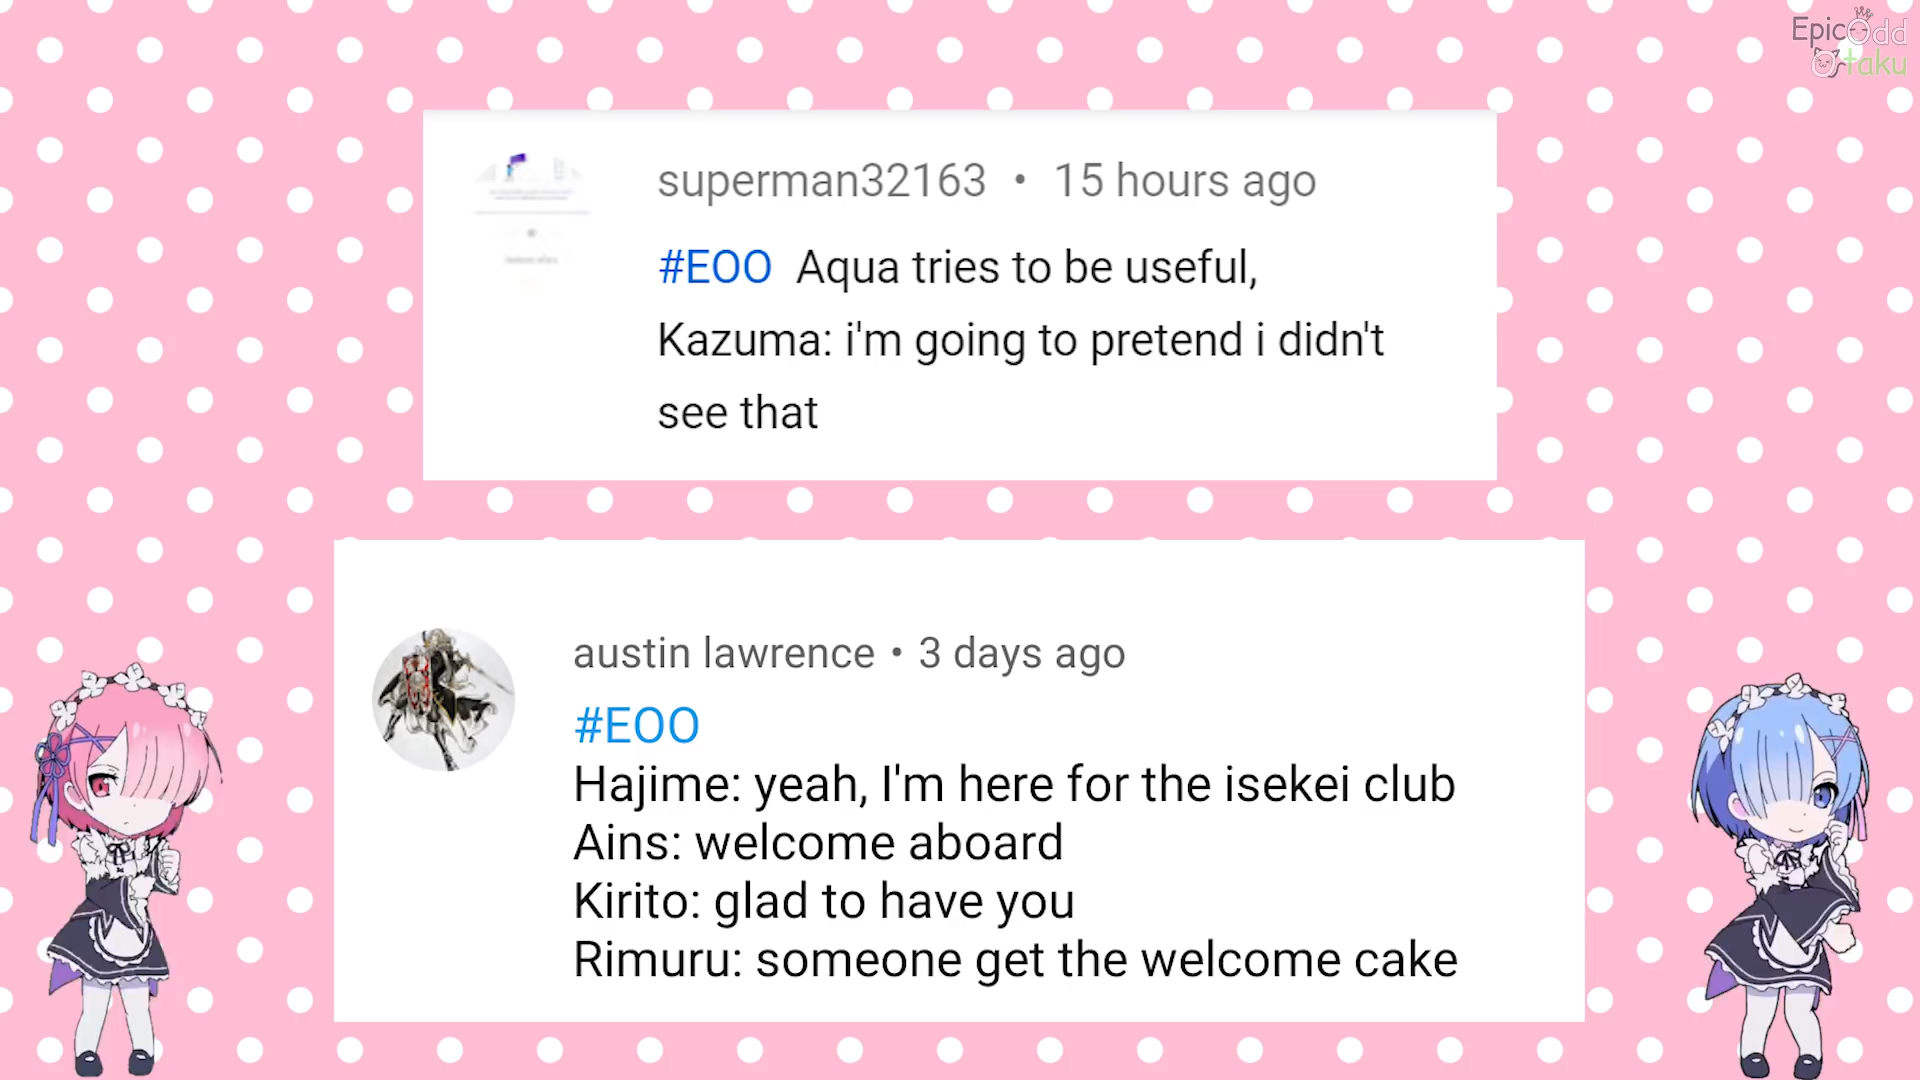 EpicOdd
Otaku
superman32163 • 15 hours ago
#EOO Aqua tries to be useful,
Kazuma: i'm going to pretend i didn't
see that
austin lawrence • 3 days ago
#EOO
Hajime: yeah, I'm here for the isekei club
Ains: welcome aboard
Kirito: glad to have you
Rimuru: someone get the welcome cake